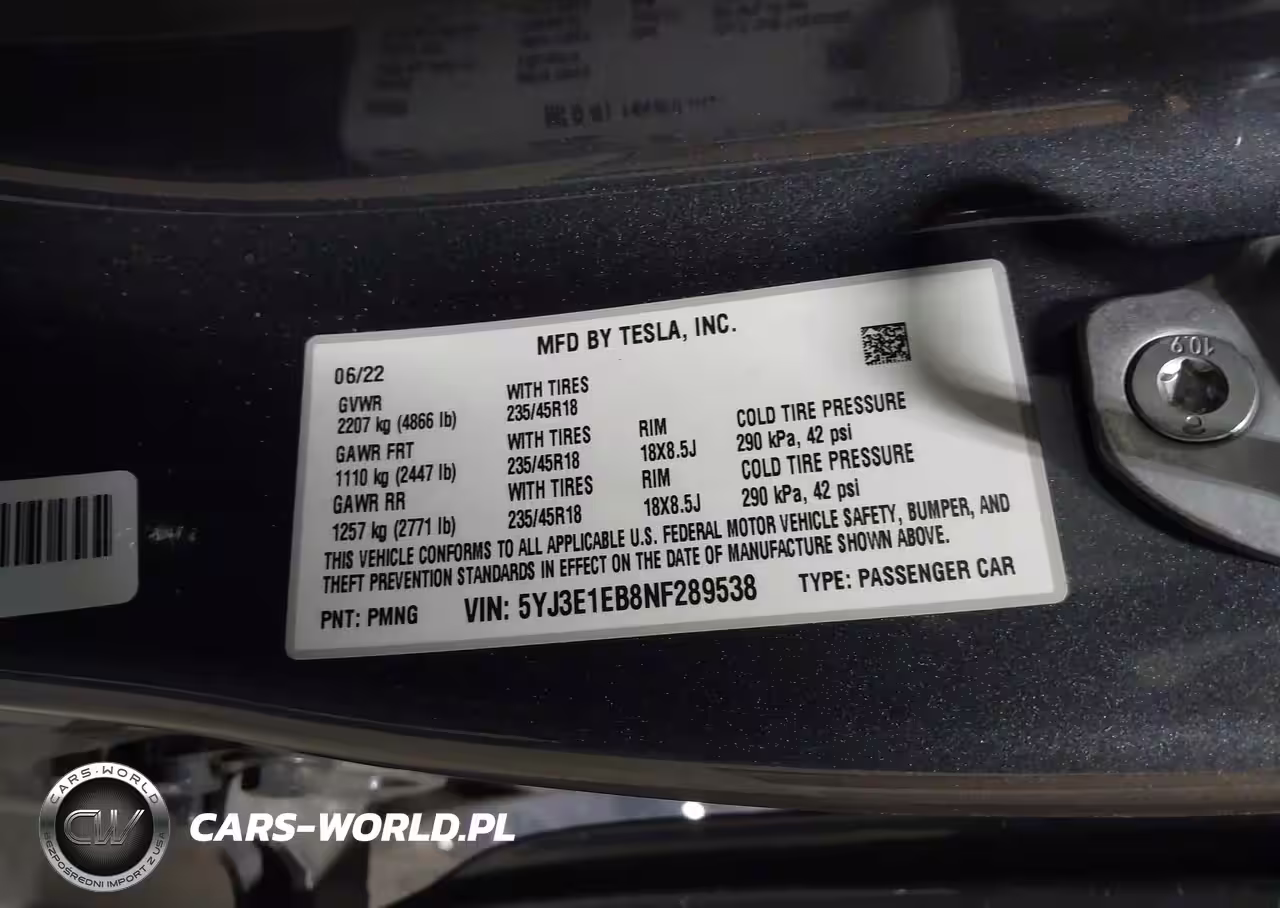 MFD BY TESLA, INC.
06/22
GVWR
2207 kg (4866 lb)
WITH TIRES
235/45R18
GAWR FRT
1110 kg (2447 lb)
WITH TIRES
235/45R18
RIM
18X8.5J
COLD TIRE PRESSURE
290 kPa, 42 psi
GAWR RR
1257 kg (2771 lb)
WITH TIRES
235/45R18
RIM
18X8.5J
COLD TIRE PRESSURE
290 kPa, 42 psi
THIS VEHICLE CONFORMS TO ALL APPLICABLE U.S. FEDERAL MOTOR VEHICLE SAFETY, BUMPER, AND
THEFT PREVENTION STANDARDS IN EFFECT ON THE DATE OF MANUFACTURE SHOWN ABOVE.
PNT: PMNG VIN: 5YJ3E1EB8NF289538 TYPE: PASSENGER CAR
10.9
CARS-WORLD
CW
BEZPOŚREDNI IMPORT Z USA
CARS-WORLD.PL